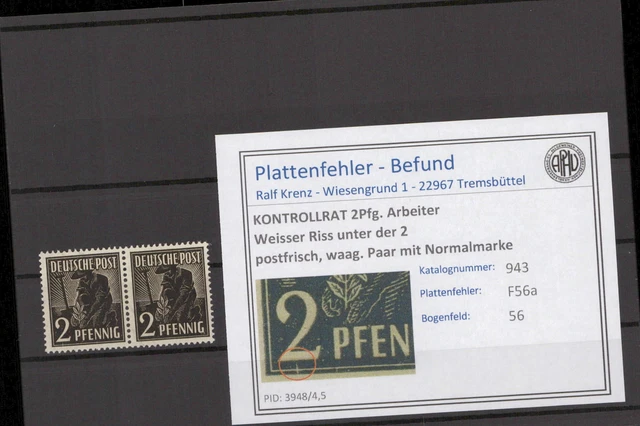 Plattenfehler - Befund
Ralf Krenz - Wiesengrund 1 - 22967 Tremsbüttel
KONTROLLRAT 2Pfg. Arbeiter
Weisser Riss unter der 2
postfrisch, waag. Paar mit Normalmarke
Katalognummer: 943
Plattenfehler: F56a
Bogenfeld: 56
2 PFEN
PID: 3948/4,5
DEUTSCHE POST DEUTSCHE POST
2 PFENNIG 2 PFENNIG